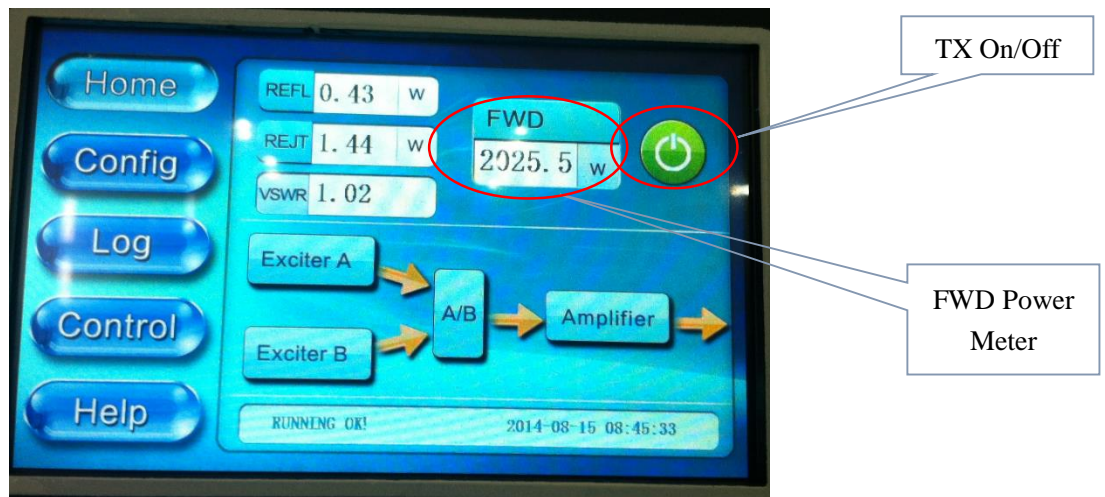 Home
Config
Log
Control
Help
REFL 0.43 W
REJT 1.44 W
VSWR 1.02
FWD
2025.5 W
Exciter A
Exciter B
A/B
Amplifier
RUNNING OK! 2014-08-15 08:45:33
TX On/Off
FWD Power
Meter